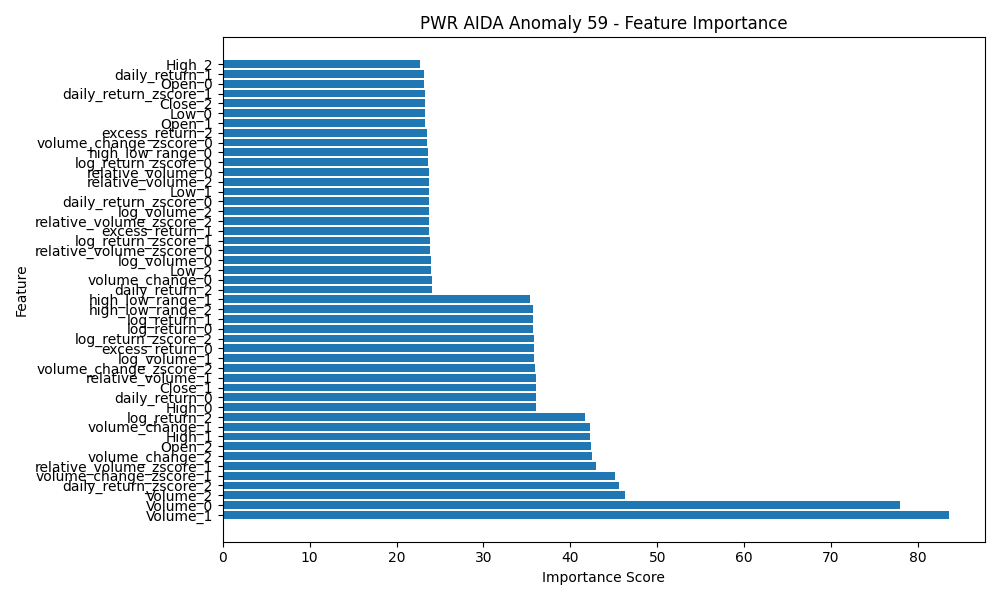 PWR AIDA Anomaly 59 - Feature Importance
Feature
High_2
daily_return_1
Open_0
daily_return_zscore_1
Close_2
Low_0
Open_1
excess_return_2
volume_change_zscore_0
high_low_range_0
log_return_zscore_0
relative_volume_0
relative_volume_2
Low_1
daily_return_zscore_0
log_volume_2
relative_volume_zscore_2
excess_return_1
log_return_zscore_1
relative_volume_zscore_0
log_volume_0
Low_2
volume_change_0
daily_return_2
high_low_range_1
high_low_range_2
log_return_1
log_return_0
log_return_zscore_2
excess_return_0
log_volume_1
volume_change_zscore_2
relative_volume_1
Close_1
daily_return_0
High_0
log_return_2
volume_change_1
High_1
Open_2
volume_change_2
relative_volume_zscore_1
volume_change_zscore_1
daily_return_zscore_2
Volume_2
Volume_0
Volume_1
0 10 20 30 40 50 60 70 80
Importance Score